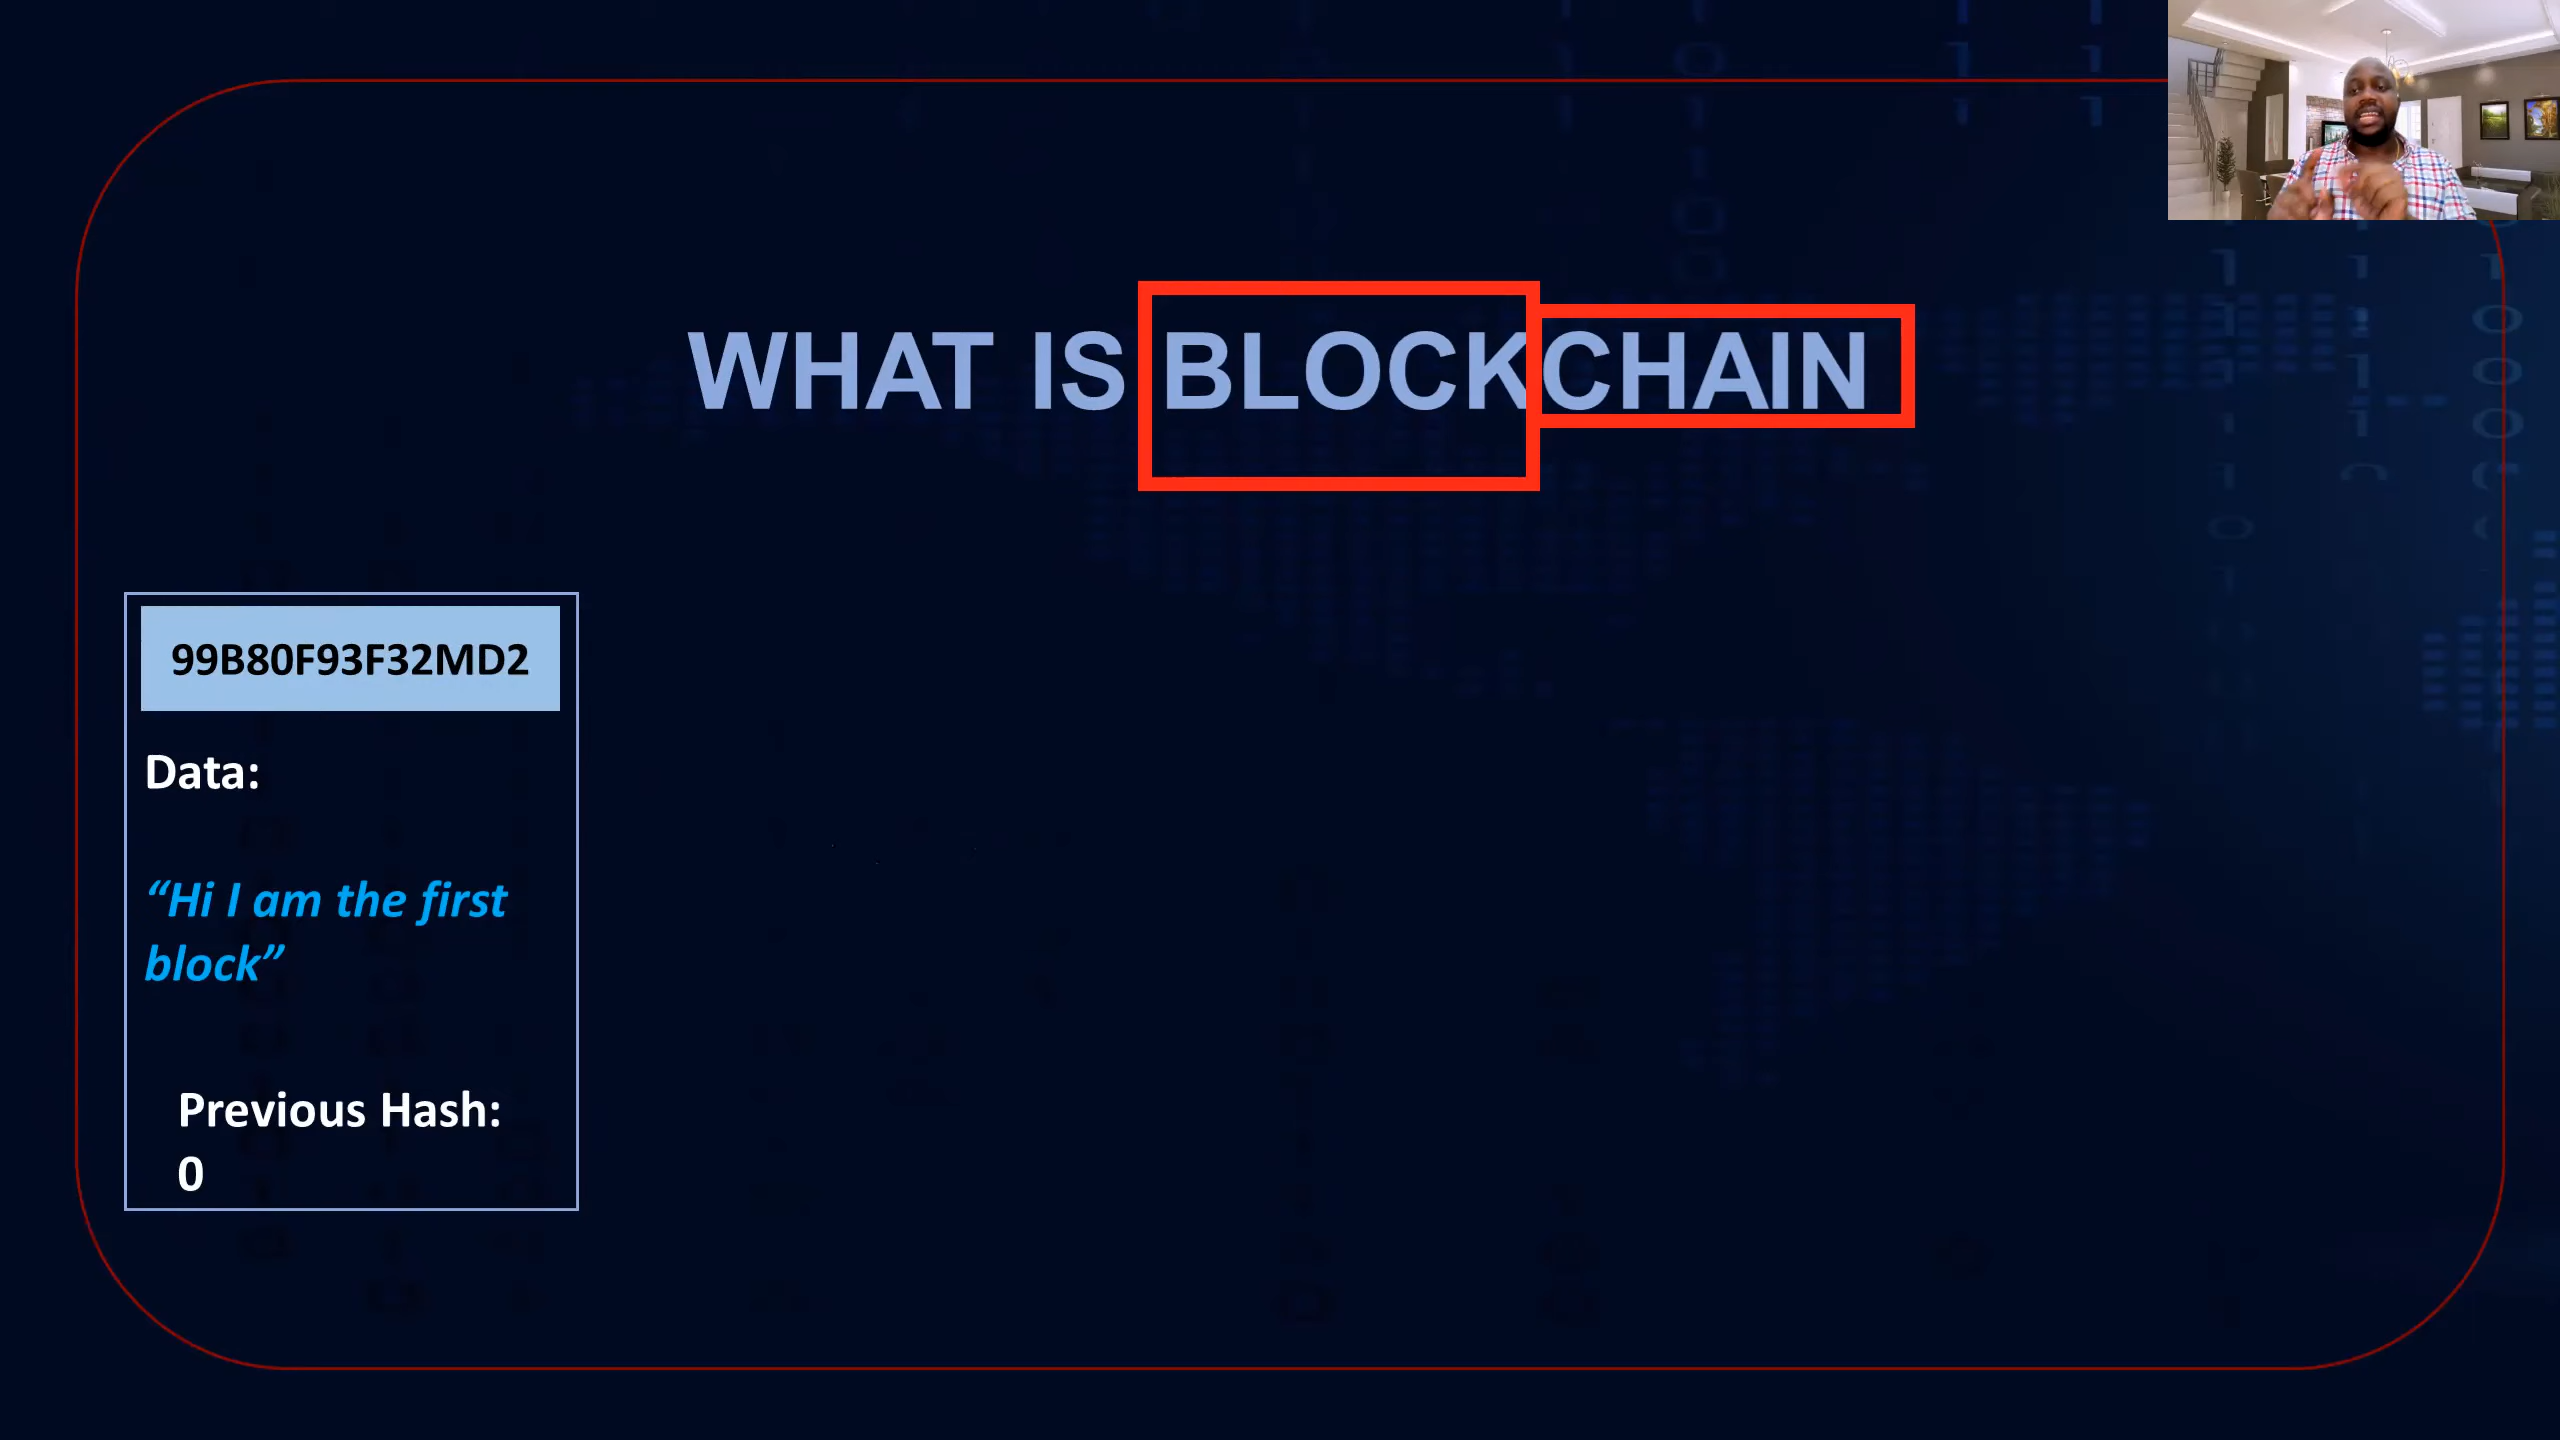 WHAT IS BLOCKCHAIN
99B80F93F32MD2
Data:
“Hi I am the first
block”
Previous Hash:
0